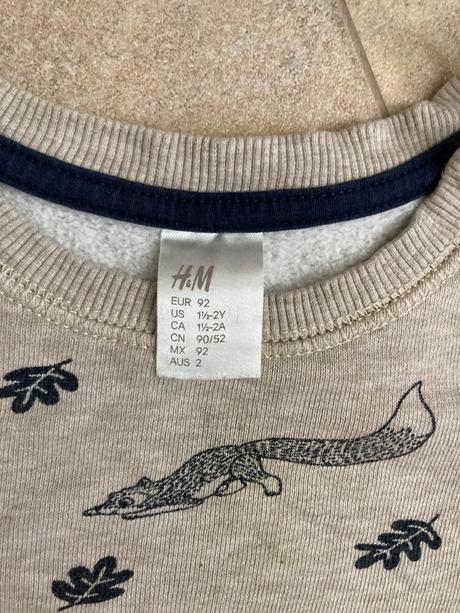 H&M
EUR 92
US 1½-2Y
CA 1½-2A
CN 90/52
MX 92
AUS 2